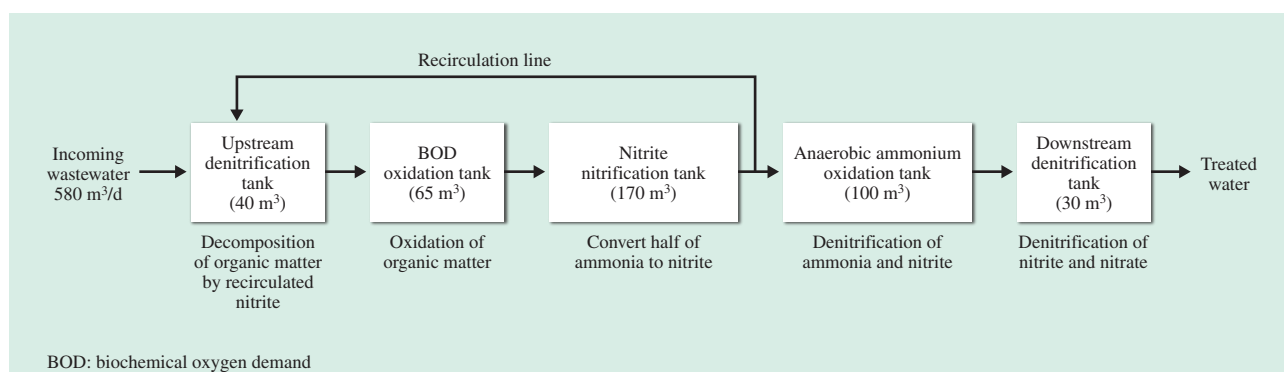 Recirculation line
Incoming
wastewater
580 m³/d
Upstream
denitrification
tank
(40 m³)
BOD
oxidation tank
(65 m³)
Nitrite
nitrification tank
(170 m³)
Anaerobic ammonium
oxidation tank
(100 m³)
Downstream
denitrification
tank
(30 m³)
Treated
water
Decomposition
of organic matter
by recirculated
nitrite
Oxidation of
organic matter
Convert half of
ammonia to nitrite
Denitrification of
ammonia and nitrite
Denitrification of
nitrite and nitrate
BOD: biochemical oxygen demand